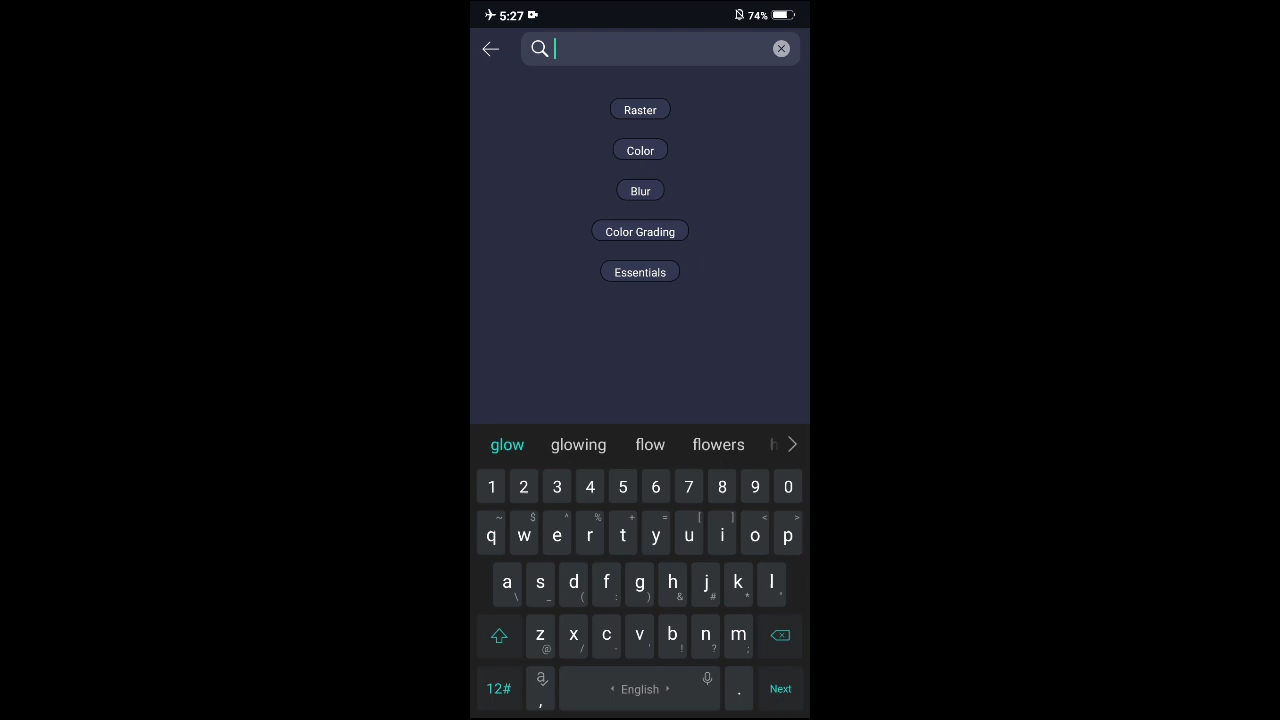 5:27 74%
Raster
Color
Blur
Color Grading
Essentials
glow glowing flow flowers h
1 2 3 4 5 6 7 8 9 0
~ $ ^ % + = [ ] < >
q w e r t y u i o p
a s d f g h j k l
\ _ ( : ) & # * "
z x c v b n m
@ / - ' ! ? ;
12# a , English . Next